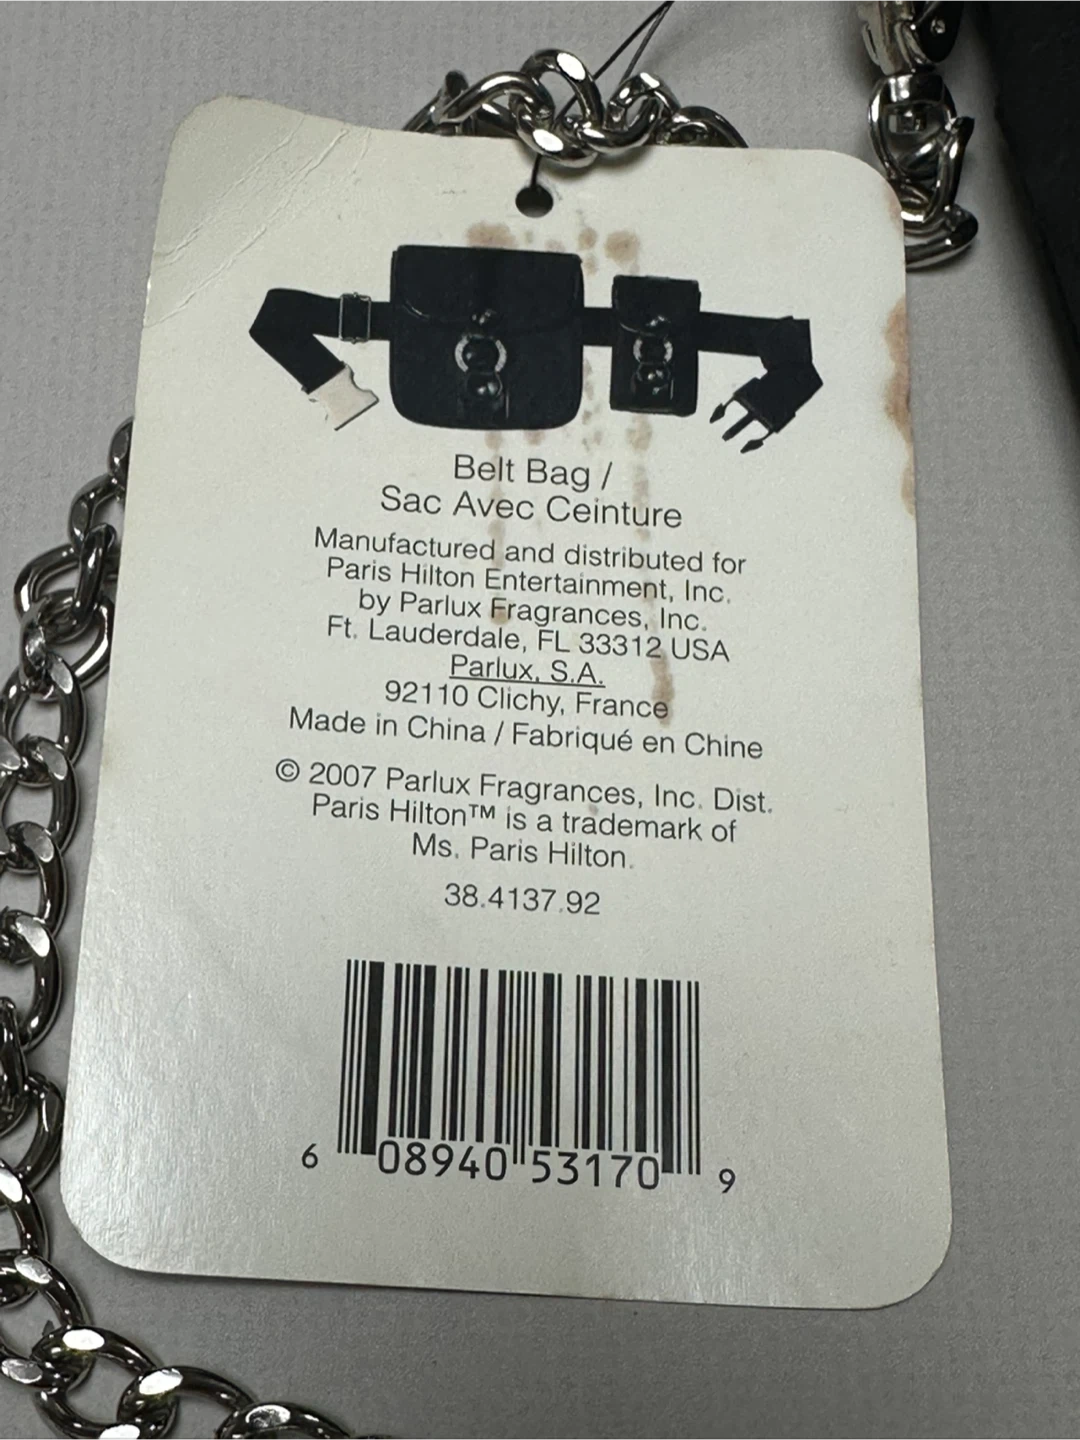 Belt Bag /
Sac Avec Ceinture
Manufactured and distributed for
Paris Hilton Entertainment, Inc.
by Parlux Fragrances, Inc.
Ft. Lauderdale, FL 33312 USA
Parlux, S.A.
92110 Clichy, France
Made in China / Fabriqué en Chine
© 2007 Parlux Fragrances, Inc. Dist.
Paris Hilton™ is a trademark of
Ms. Paris Hilton.
38.4137.92
6 08940 53170 9